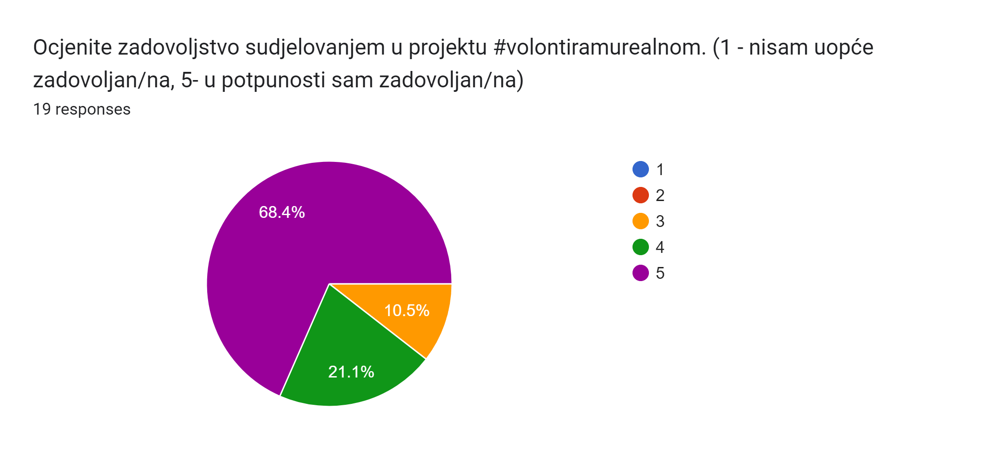 Ocjenite zadovoljstvo sudjelovanjem u projektu #volontiramurealnom. (1 - nisam uopće
zadovoljan/na, 5- u potpunosti sam zadovoljan/na)
19 responses
68.4%
10.5%
21.1%
1
2
3
4
5